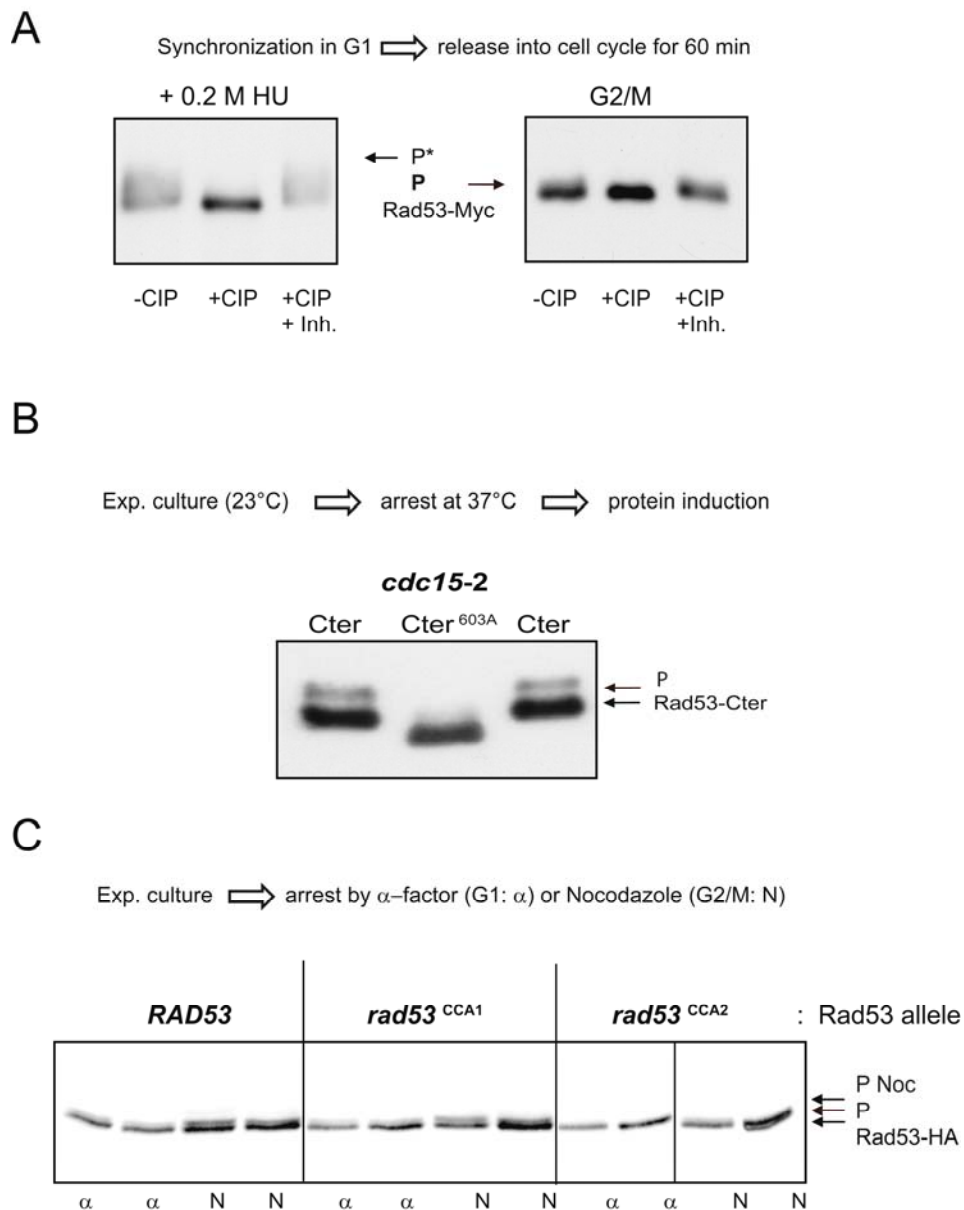 A
Synchronization in G1 release into cell cycle for 60 min
+ 0.2 M HU
G2/M
P*
P
Rad53-Myc
-CIP +CIP +CIP + Inh.
-CIP +CIP +CIP +Inh.
B
Exp. culture (23°C) arrest at 37°C protein induction
cdc15-2
Cter Cter 603A Cter
P
Rad53-Cter
C
Exp. culture arrest by α–factor (G1: α) or Nocodazole (G2/M: N)
RAD53 rad53 CCA1 rad53 CCA2 : Rad53 allele
P Noc
P
Rad53-HA
α α N N α α N N α α N N